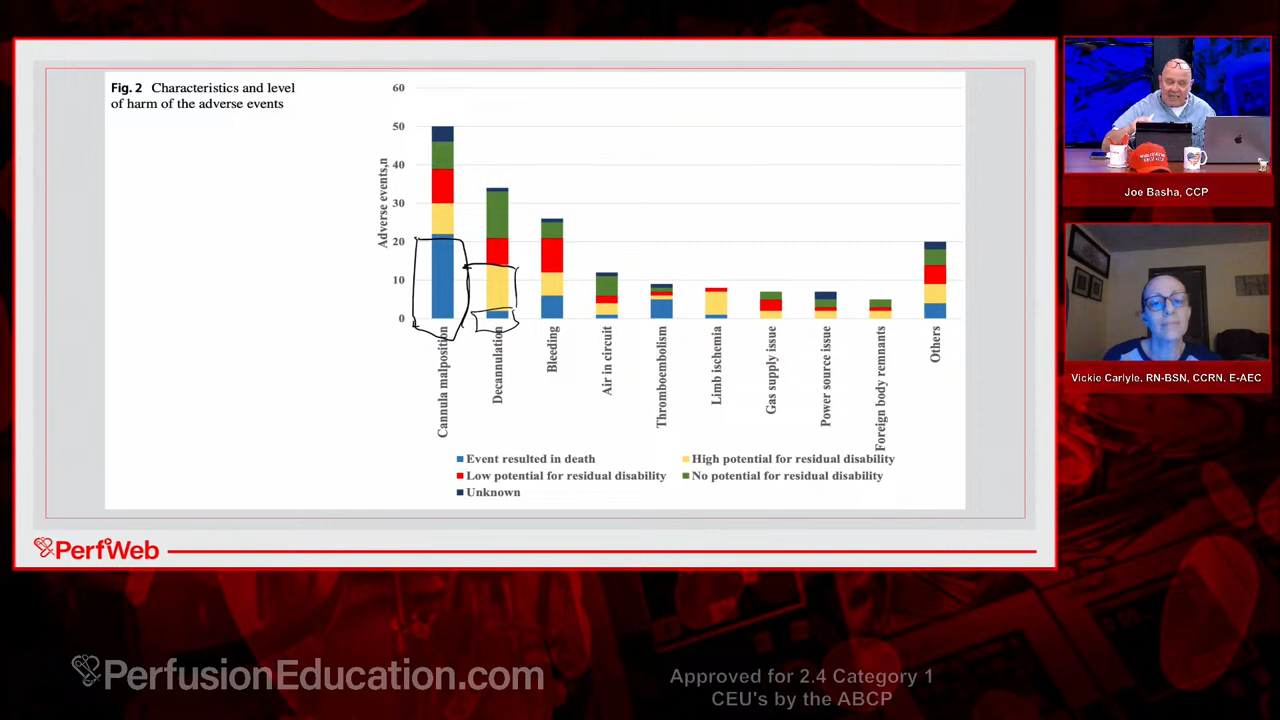 Fig. 2 Characteristics and level
of harm of the adverse events
60
50
40
30
20
10
0
Adverse events,n
Cannula malposition
Decannulation
Bleeding
Air in circuit
Thromboembolism
Limb ischemia
Gas supply issue
Power source issue
Foreign body remnants
Others
Event resulted in death
High potential for residual disability
Low potential for residual disability
No potential for residual disability
Unknown
PerfWeb
Joe Basha, CCP
Vickie Carlyle, RN-BSN, CCRN, E-AEC
PerfusionEducation.com
Approved for 2.4 Category 1
CEU's by the ABCP